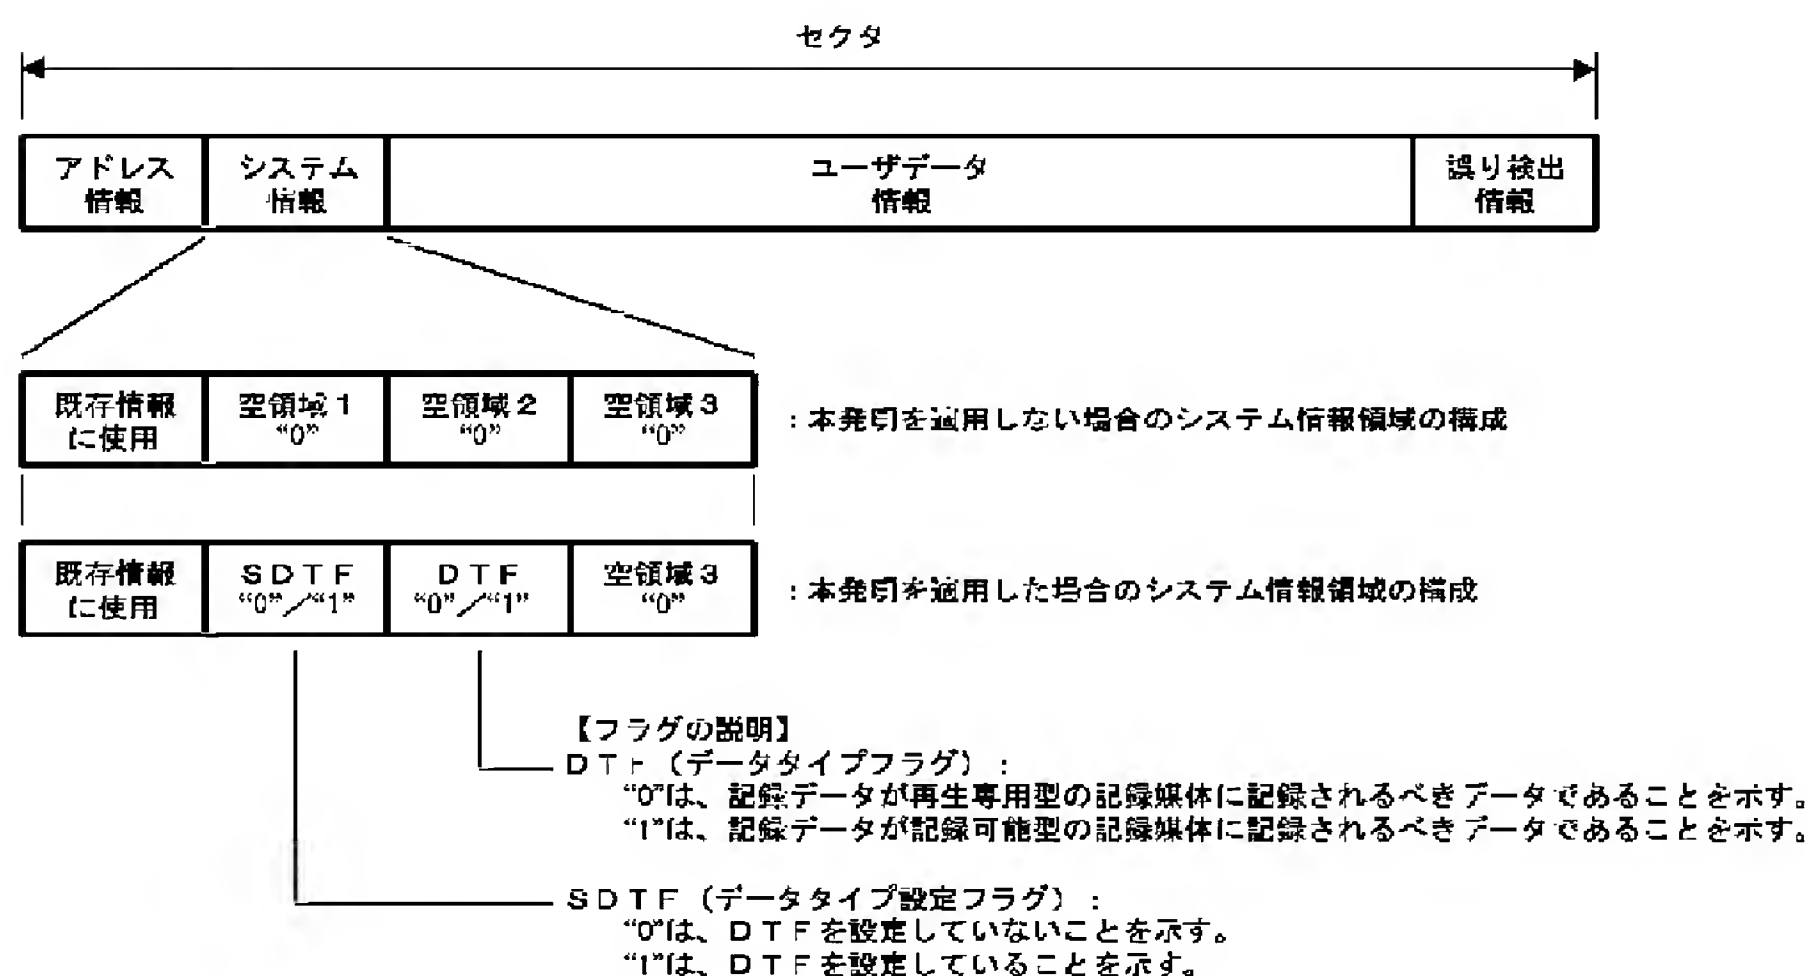 セクタ
アドレス
情報
システム
情報
ユーザデータ
情報
誤り検出
情報
既存情報
に使用
空領域1
“0”
空領域2
“0”
空領域3
“0”
：本発明を適用しない場合のシステム情報領域の構成
既存情報
に使用
SDTF
“0”／“1”
DTF
“0”／“1”
空領域3
“0”
：本発明を適用した場合のシステム情報領域の構成
【フラグの説明】
DTF（データタイプフラグ）：
“0”は、記録データが再生専用型の記録媒体に記録されるべきデータであることを示す。
“1”は、記録データが記録可能型の記録媒体に記録されるべきデータであることを示す。
SDTF（データタイプ設定フラグ）：
“0”は、DTFを設定していないことを示す。
“1”は、DTFを設定していることを示す。